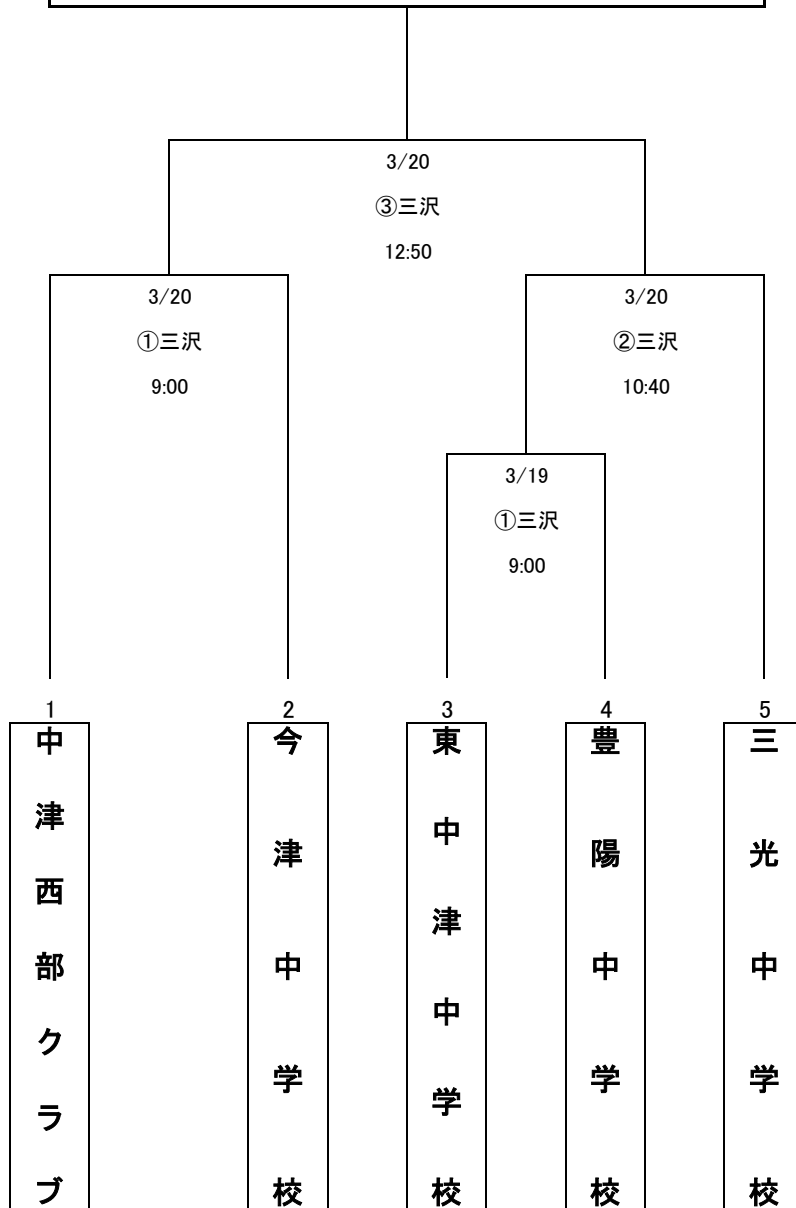 3/20
③三沢
12:50
3/20
①三沢
9:00
3/20
②三沢
10:40
3/19
①三沢
9:00
1
中津西部クラブ
2
今津中学校
3
東中津中学校
4
豊陽中学校
5
三光中学校